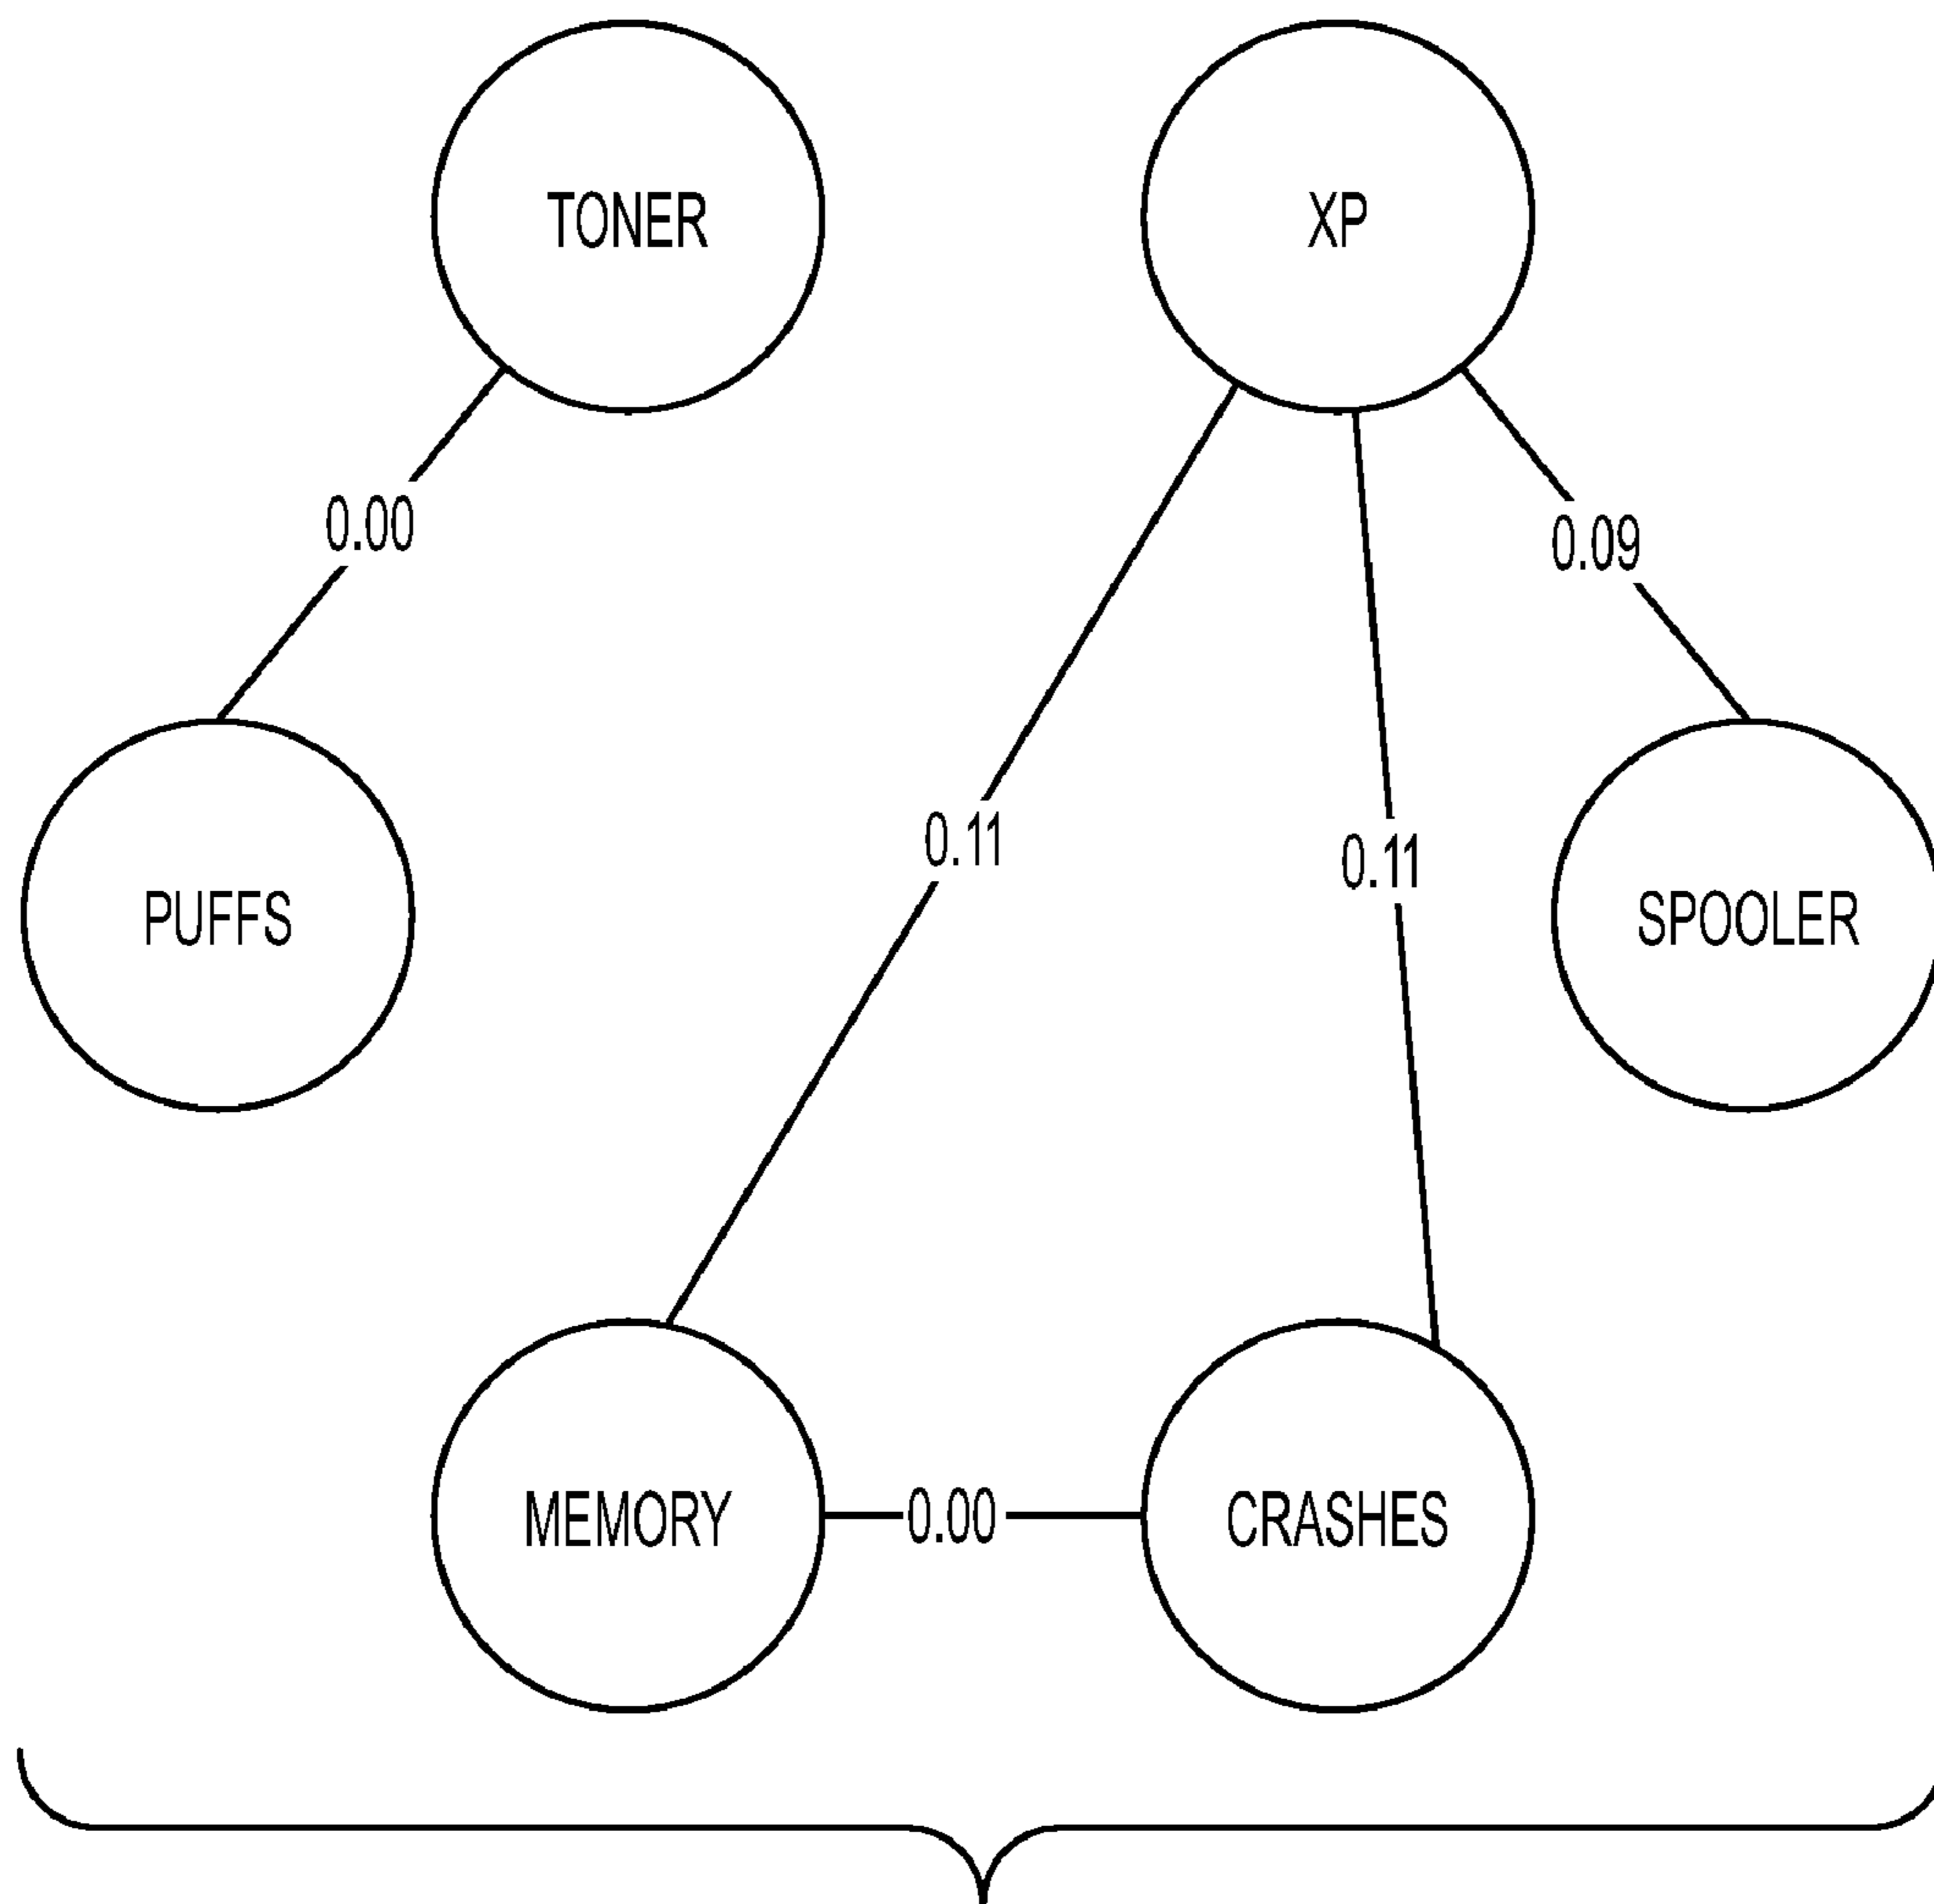 TONER
XP
0.00
0.09
0.11
0.11
PUFFS
SPOOLER
MEMORY
0.00
CRASHES